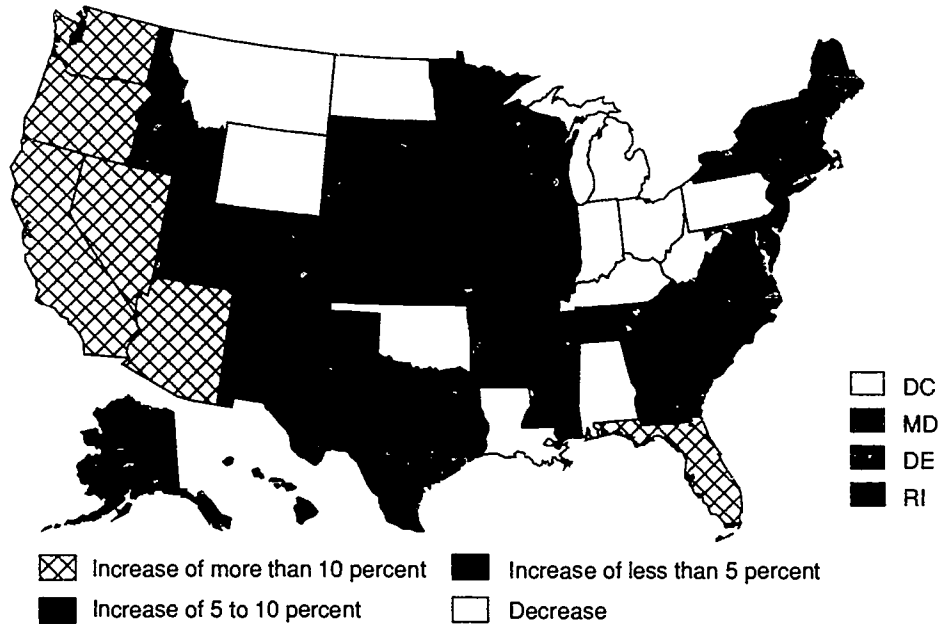 DC
MD
DE
RI
Increase of more than 10 percent
Increase of less than 5 percent
Increase of 5 to 10 percent
Decrease